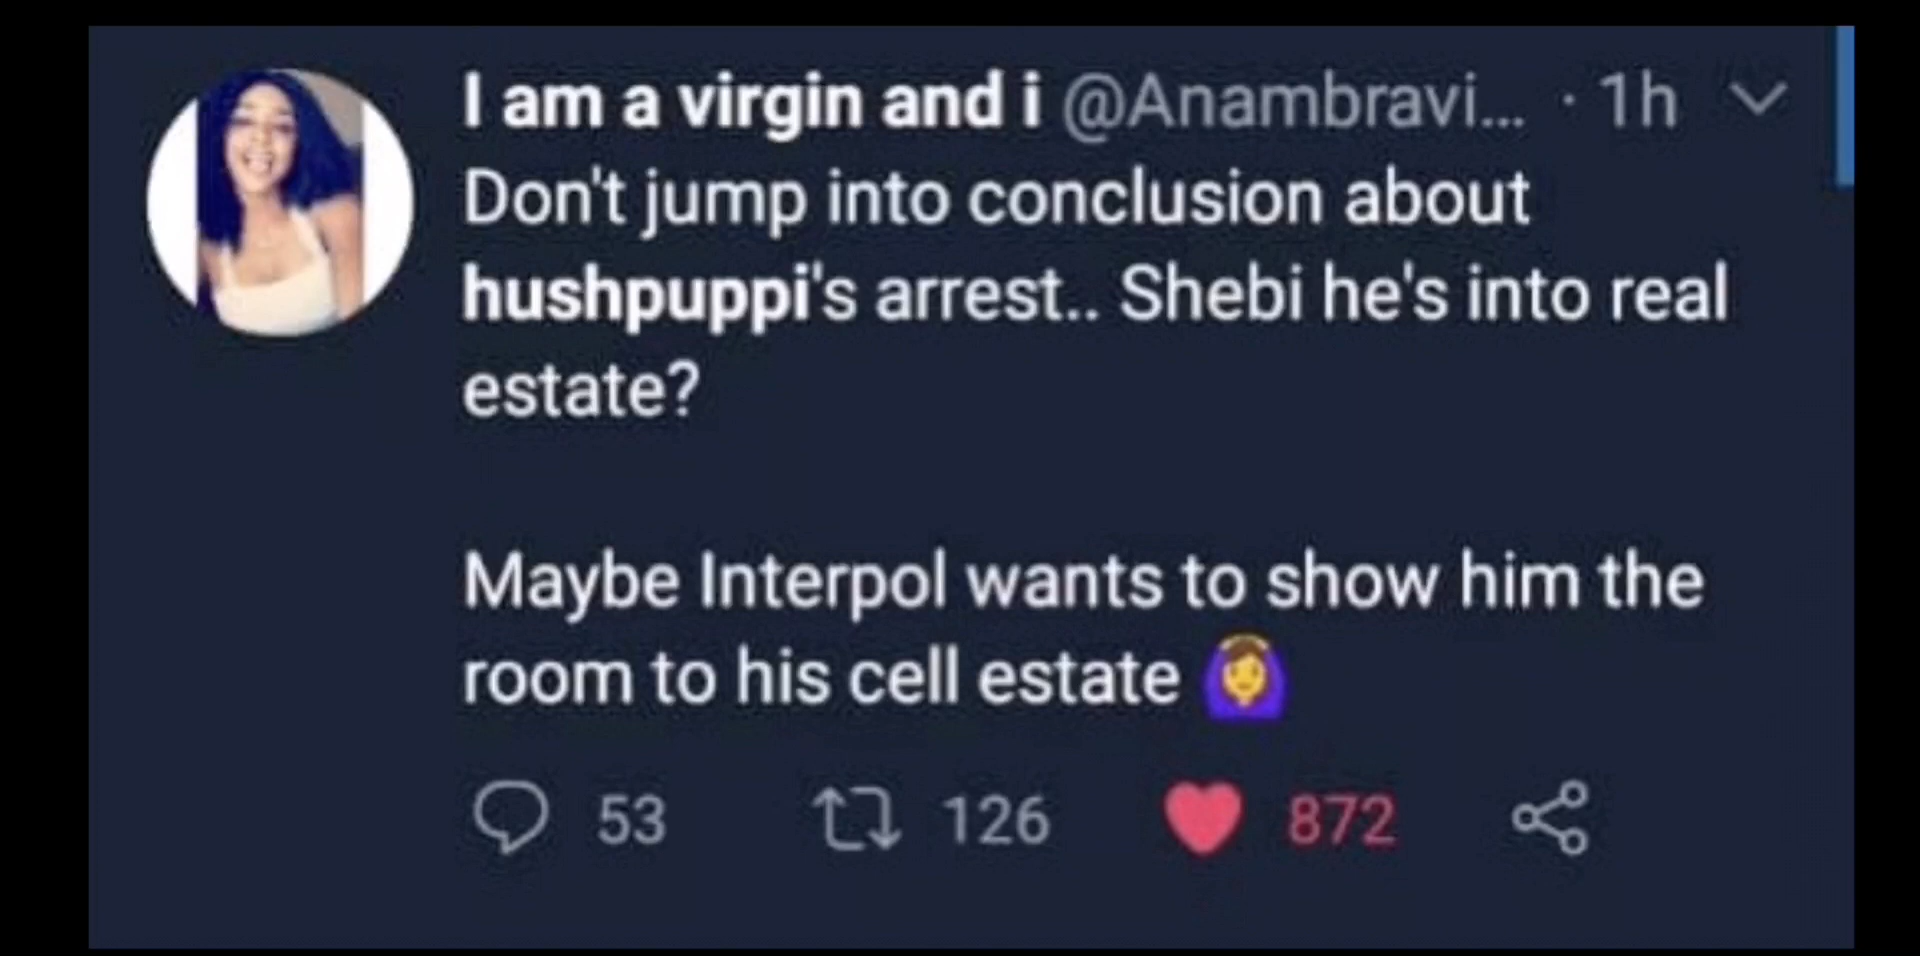 I am a virgin and i @Anambravi... · 1h
Don't jump into conclusion about
hushpuppi's arrest.. Shebi he's into real
estate?
Maybe Interpol wants to show him the
room to his cell estate 🙆‍♀️
53 126 872